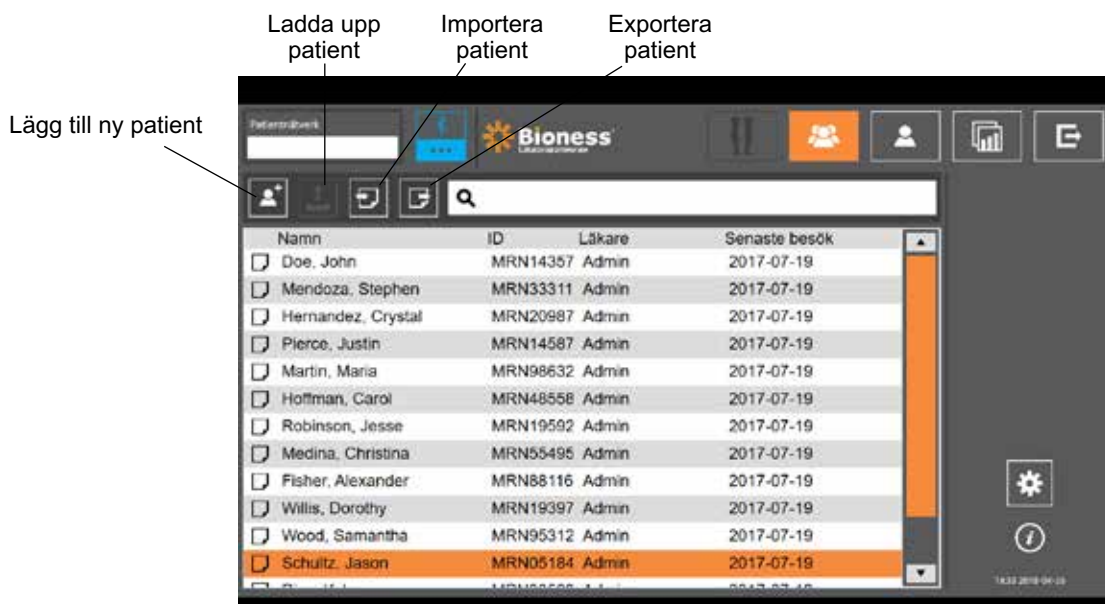 Ladda upp patient
Importera patient
Exportera patient
Lägg till ny patient
Patientnätverk
Bioness
Namn ID Läkare Senaste besök
Doe, John MRN14357 Admin 2017-07-19
Mendoza, Stephen MRN33311 Admin 2017-07-19
Hernandez, Crystal MRN20987 Admin 2017-07-19
Pierce, Justin MRN14587 Admin 2017-07-19
Martin, Maria MRN98632 Admin 2017-07-19
Hoffman, Carol MRN48558 Admin 2017-07-19
Robinson, Jesse MRN19592 Admin 2017-07-19
Medina, Christina MRN55495 Admin 2017-07-19
Fisher, Alexander MRN88116 Admin 2017-07-19
Willis, Dorothy MRN19397 Admin 2017-07-19
Wood, Samantha MRN95312 Admin 2017-07-19
Schultz, Jason MRN05184 Admin 2017-07-19